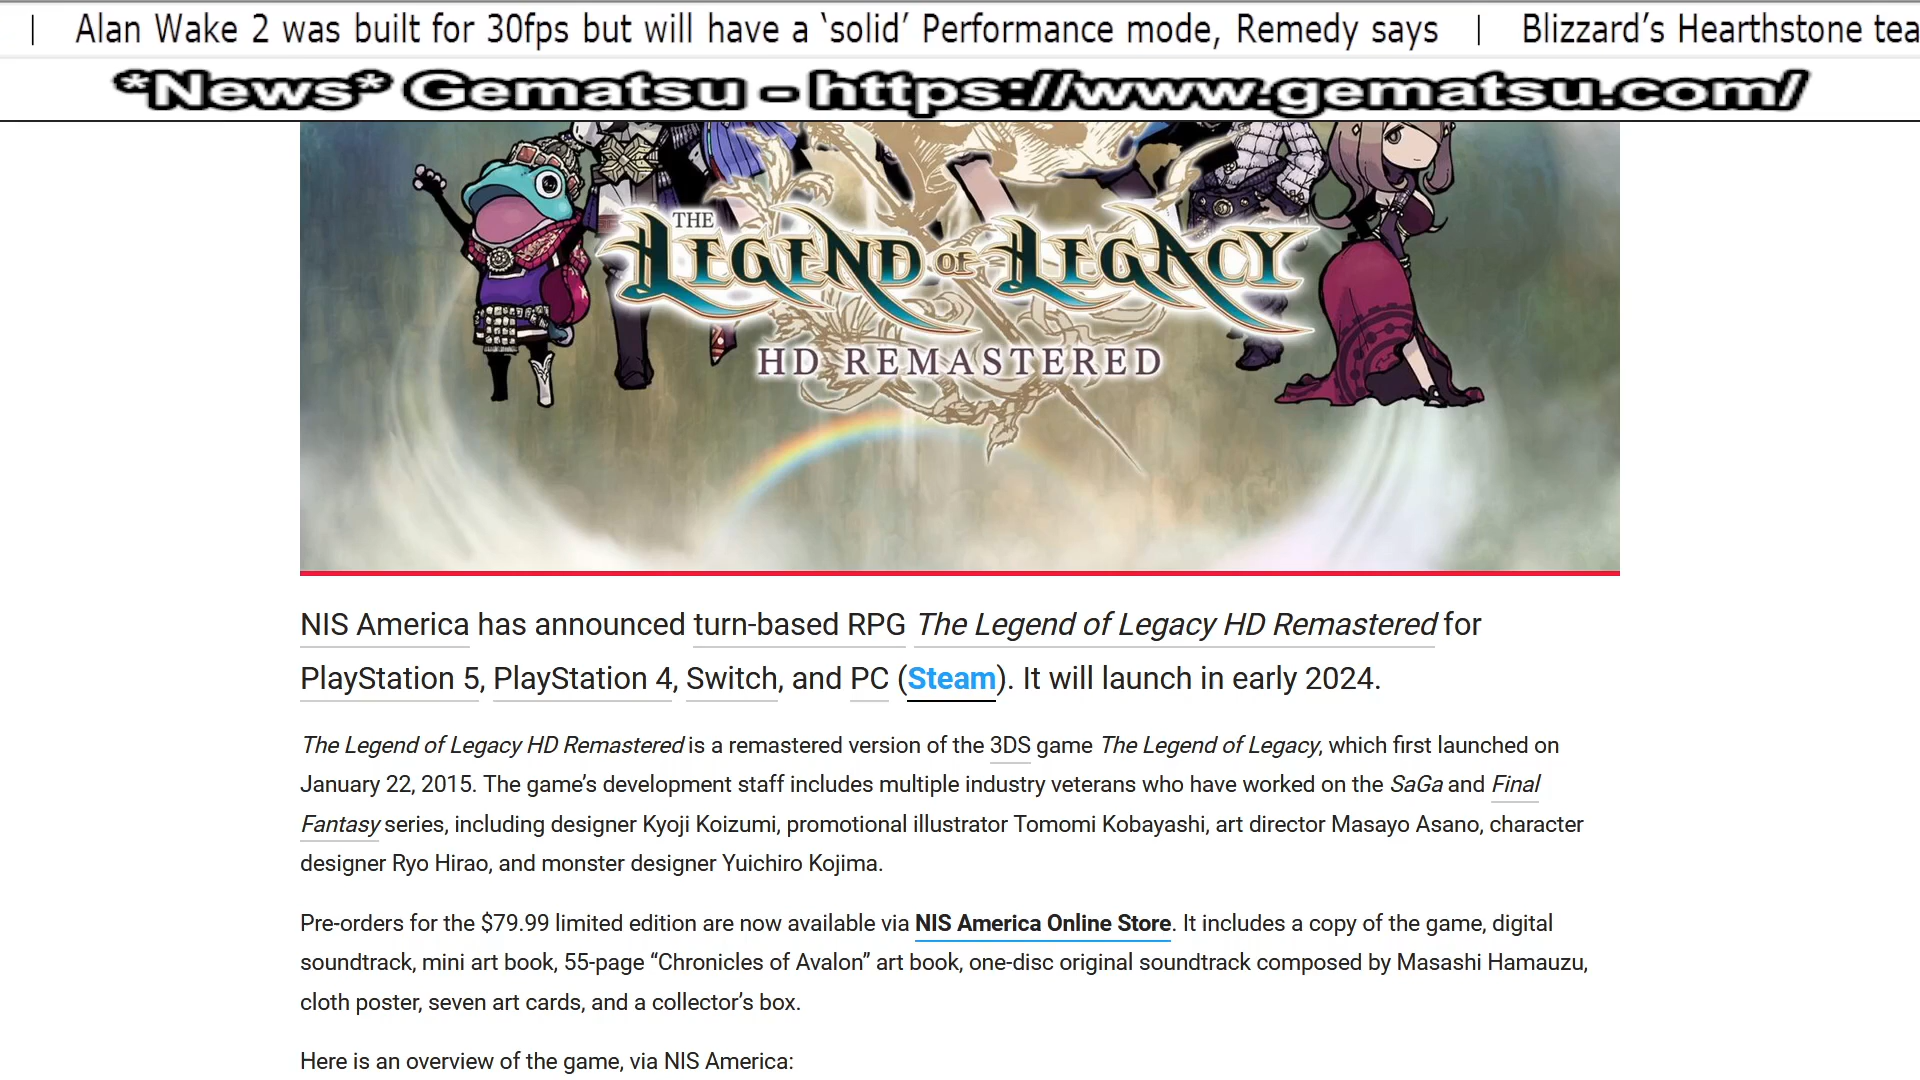 | Alan Wake 2 was built for 30fps but will have a ‘solid’ Performance mode, Remedy says | Blizzard’s Hearthstone tea
*News* Gematsu - https://www.gematsu.com/
THE
LEGEND OF LEGACY
HD REMASTERED
NIS America has announced turn-based RPG The Legend of Legacy HD Remastered for
PlayStation 5, PlayStation 4, Switch, and PC (Steam). It will launch in early 2024.
The Legend of Legacy HD Remastered is a remastered version of the 3DS game The Legend of Legacy, which first launched on
January 22, 2015. The game’s development staff includes multiple industry veterans who have worked on the SaGa and Final
Fantasy series, including designer Kyoji Koizumi, promotional illustrator Tomomi Kobayashi, art director Masayo Asano, character
designer Ryo Hirao, and monster designer Yuichiro Kojima.
Pre-orders for the $79.99 limited edition are now available via NIS America Online Store. It includes a copy of the game, digital
soundtrack, mini art book, 55-page “Chronicles of Avalon” art book, one-disc original soundtrack composed by Masashi Hamauzu,
cloth poster, seven art cards, and a collector’s box.
Here is an overview of the game, via NIS America: